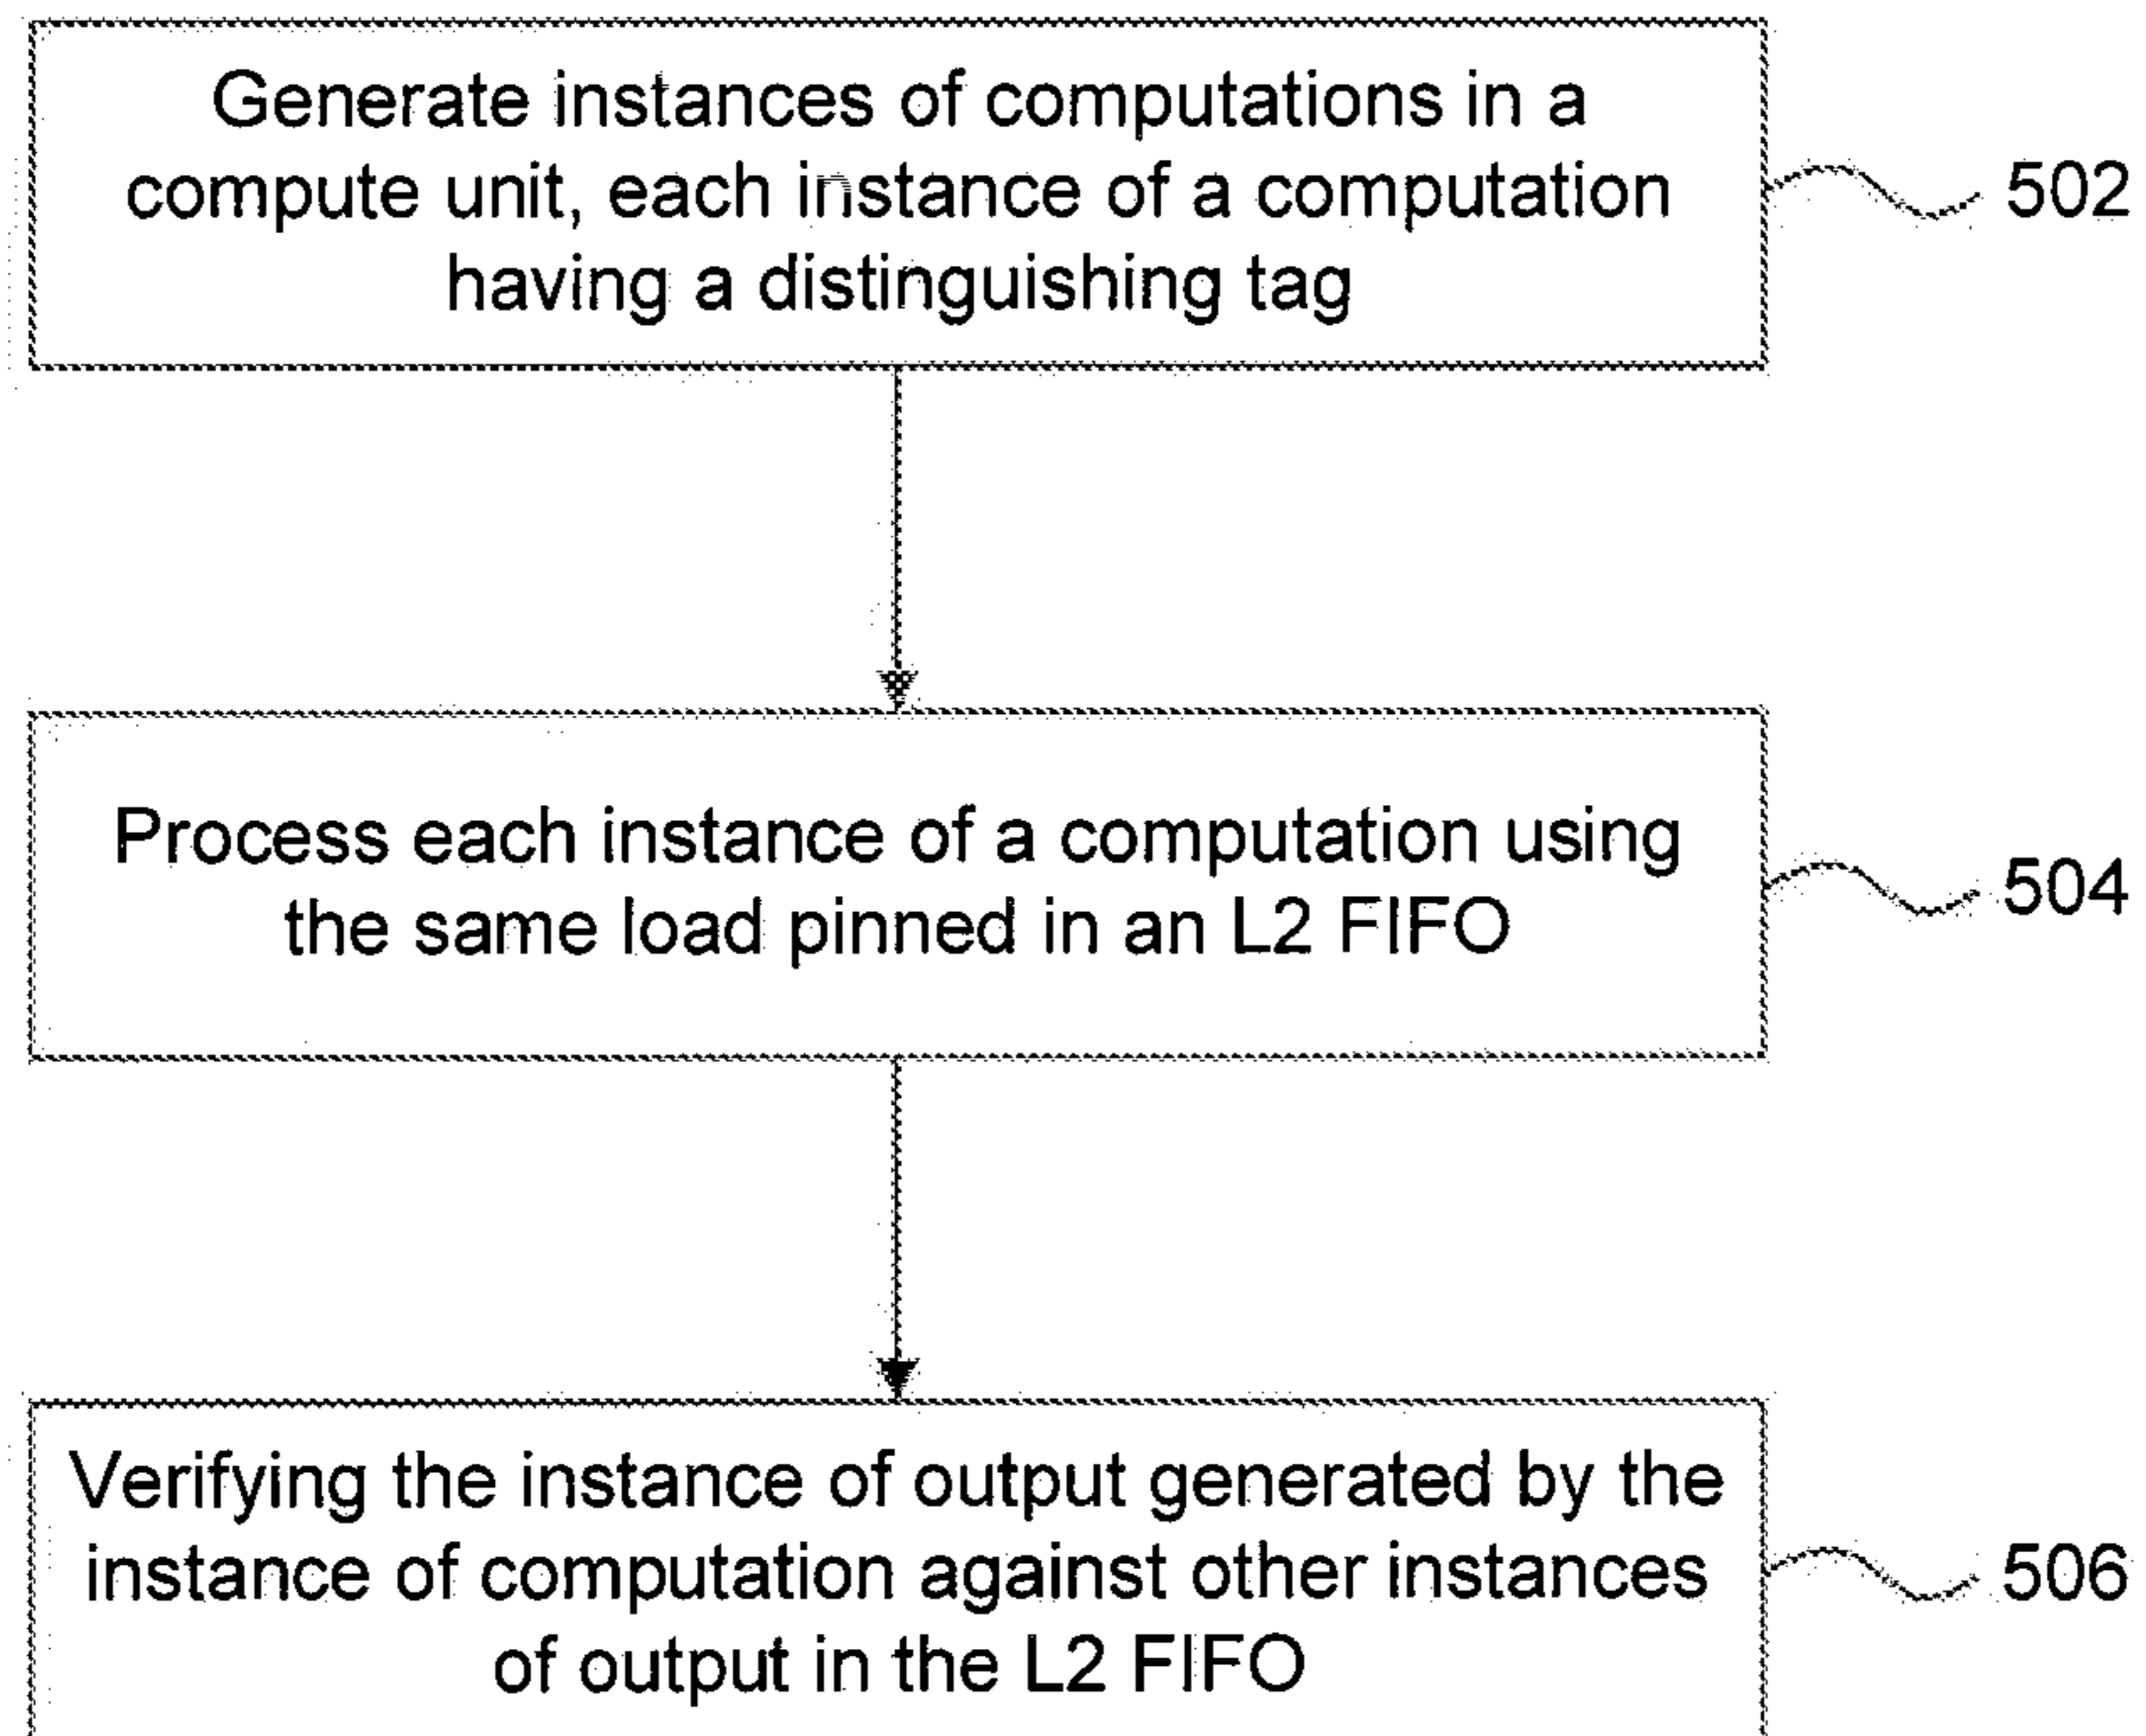 Generate instances of computations in a
compute unit, each instance of a computation
having a distinguishing tag
502
Process each instance of a computation using
the same load pinned in an L2 FIFO
504
Verifying the instance of output generated by the
instance of computation against other instances
of output in the L2 FIFO
506